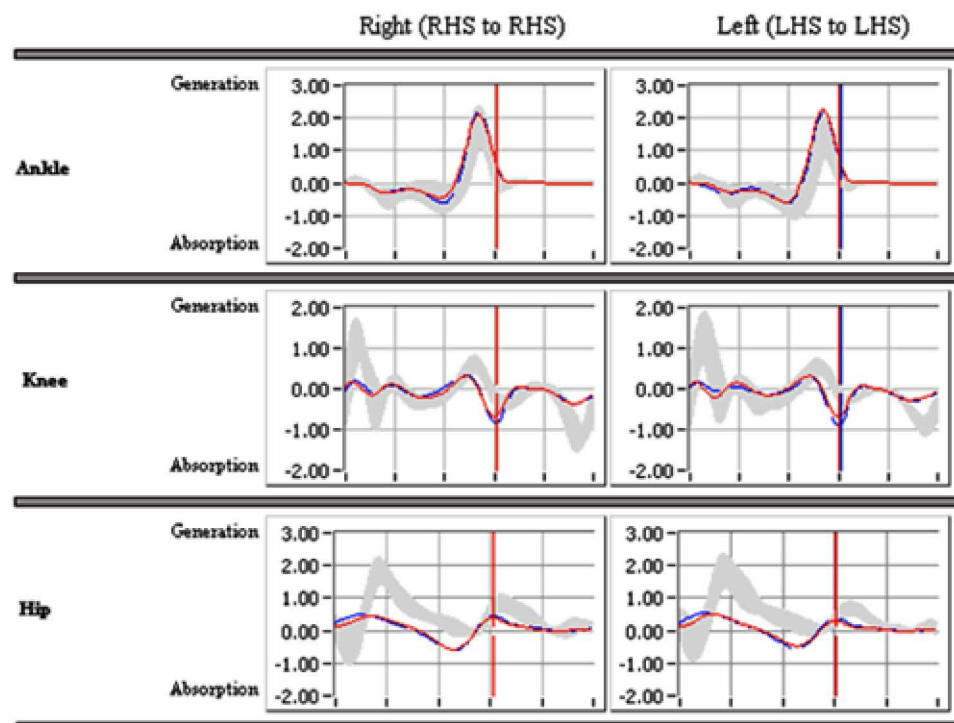 Right (RHS to RHS) Left (LHS to LHS)
Generation
3.00 3.00
2.00 2.00
1.00 1.00
Ankle
0.00 0.00
-1.00 -1.00
Absorption
-2.00 -2.00
Generation
2.00 2.00
1.00 1.00
Knee
0.00 0.00
-1.00 -1.00
Absorption
-2.00 -2.00
Generation
3.00 3.00
2.00 2.00
1.00 1.00
Hip
0.00 0.00
-1.00 -1.00
Absorption
-2.00 -2.00